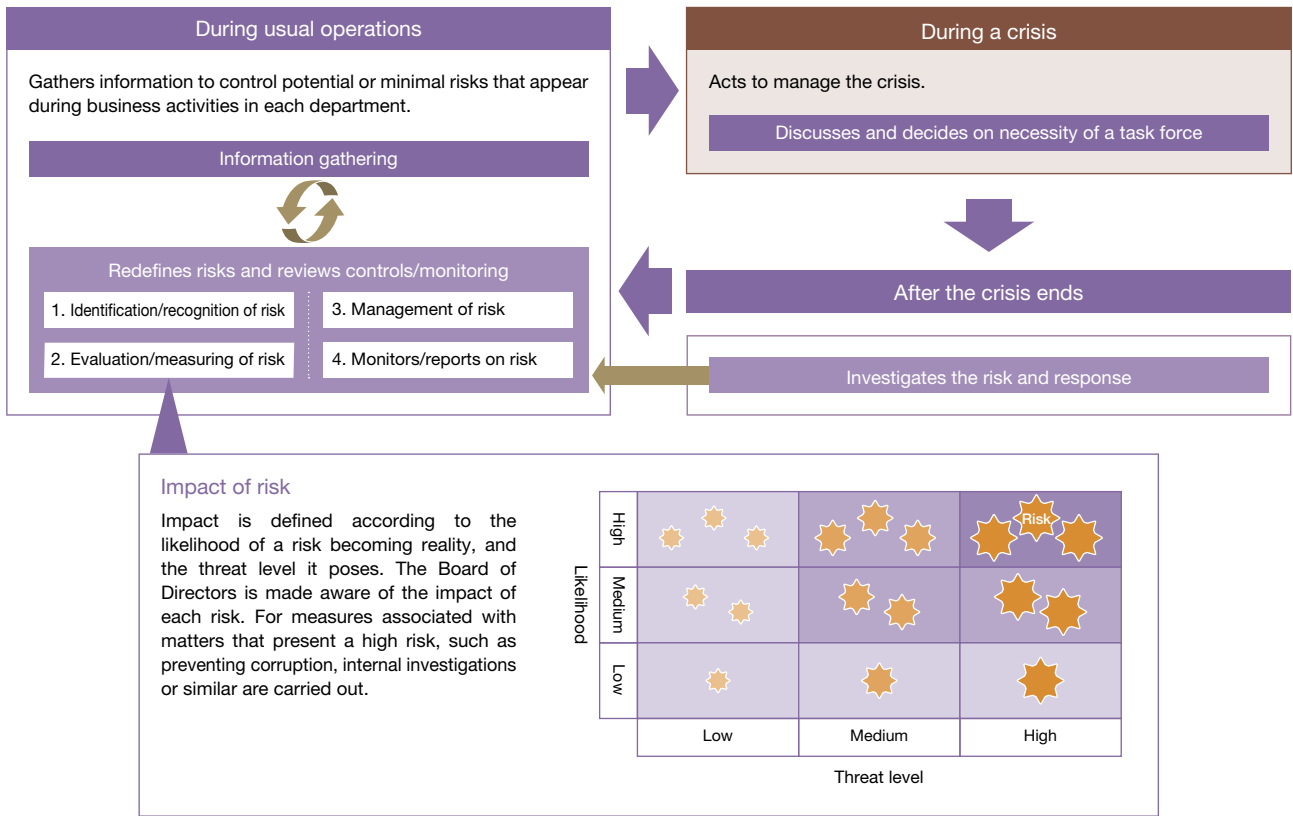 During usual operations
Gathers information to control potential or minimal risks that appear
during business activities in each department.
Information gathering
Redefines risks and reviews controls/monitoring
1. Identification/recognition of risk
2. Evaluation/measuring of risk
3. Management of risk
4. Monitors/reports on risk
During a crisis
Acts to manage the crisis.
Discusses and decides on necessity of a task force
After the crisis ends
Investigates the risk and response
Impact of risk
Impact is defined according to the
likelihood of a risk becoming reality, and
the threat level it poses. The Board of
Directors is made aware of the impact of
each risk. For measures associated with
matters that present a high risk, such as
preventing corruption, internal investigations
or similar are carried out.
Likelihood
High
Medium
Low
Risk
Low
Medium
High
Threat level